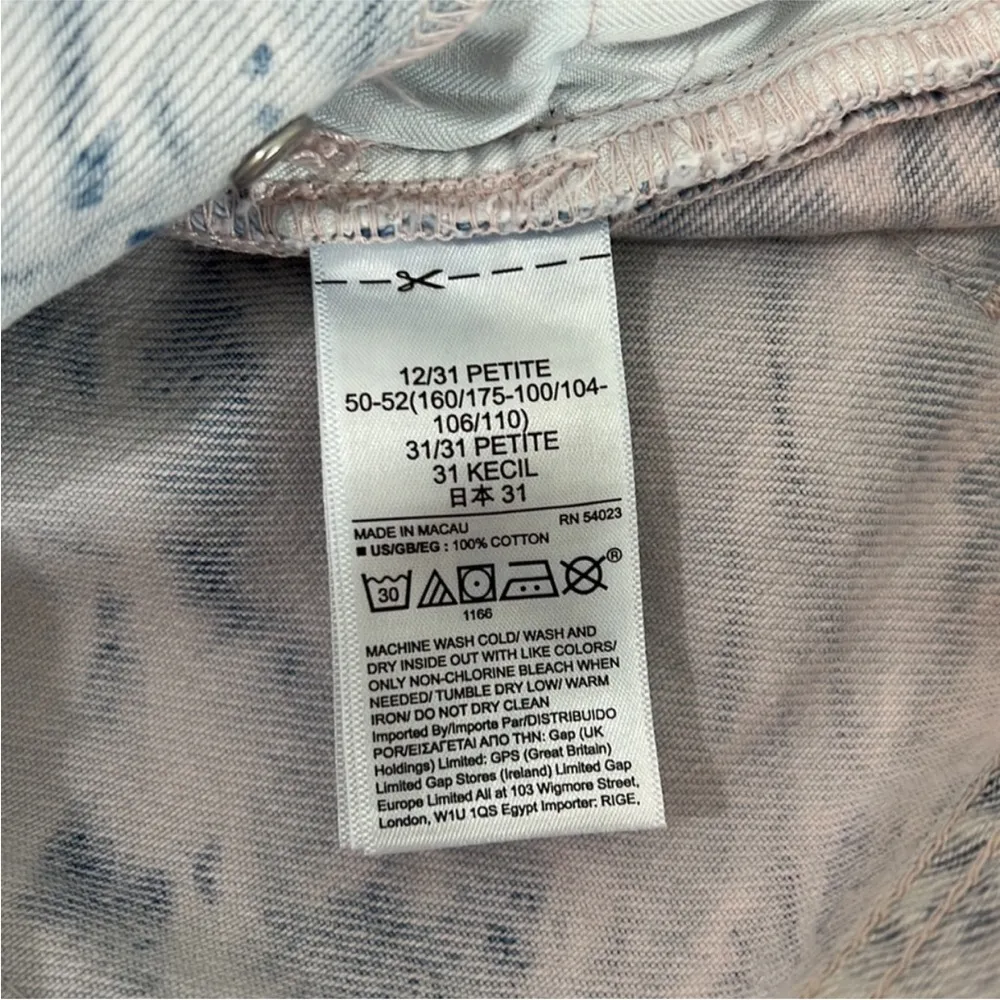 12/31 PETITE
50-52(160/175-100/104-
106/110)
31/31 PETITE
31 KECIL
日本 31
MADE IN MACAU RN 54023
■ US/GB/EG : 100% COTTON
30 ®
1166
MACHINE WASH COLD/ WASH AND
DRY INSIDE OUT WITH LIKE COLORS/
ONLY NON-CHLORINE BLEACH WHEN
NEEDED/ TUMBLE DRY LOW/ WARM
IRON/ DO NOT DRY CLEAN
Imported By/Importe Par/DISTRIBUIDO
POR/ΕΙΣΑΓΕΤΑΙ ΑΠΟ ΤΗΝ: Gap (UK
Holdings) Limited: GPS (Great Britain)
Limited Gap Stores (Ireland) Limited Gap
Europe Limited All at 103 Wigmore Street,
London, W1U 1QS Egypt Importer: RIGE,